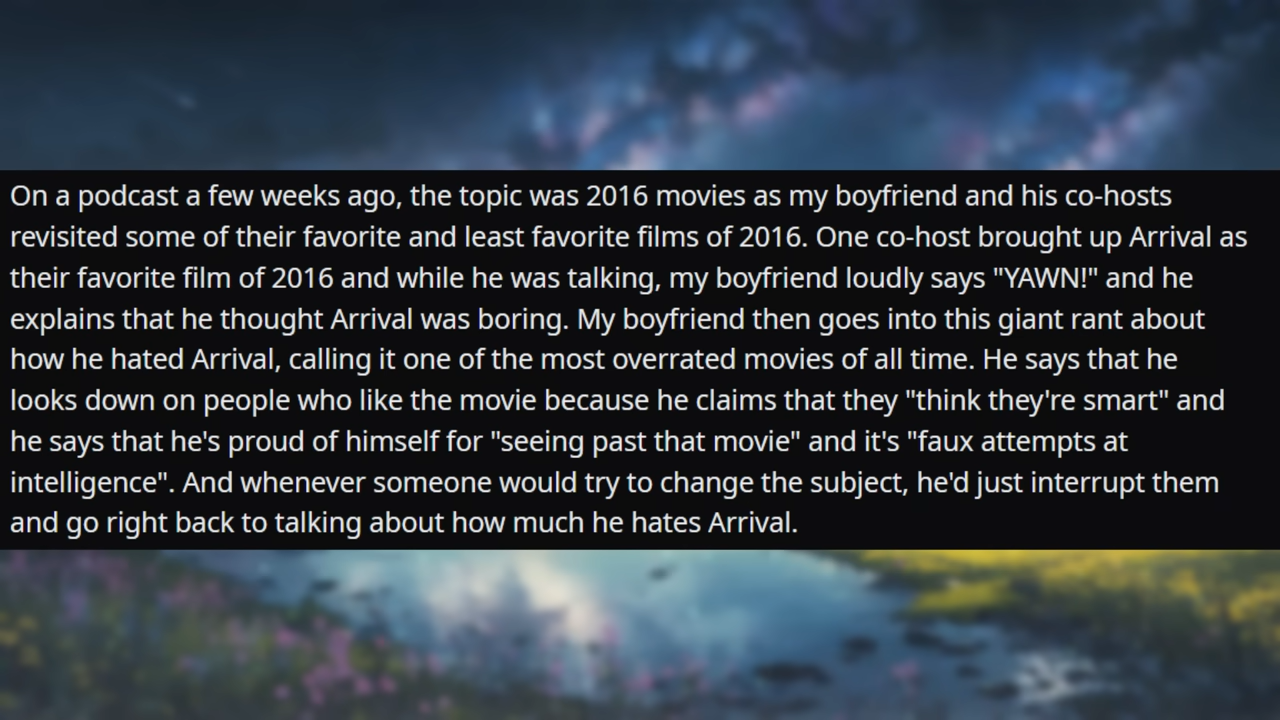 On a podcast a few weeks ago, the topic was 2016 movies as my boyfriend and his co-hosts
revisited some of their favorite and least favorite films of 2016. One co-host brought up Arrival as
their favorite film of 2016 and while he was talking, my boyfriend loudly says "YAWN!" and he
explains that he thought Arrival was boring. My boyfriend then goes into this giant rant about
how he hated Arrival, calling it one of the most overrated movies of all time. He says that he
looks down on people who like the movie because he claims that they "think they're smart" and
he says that he's proud of himself for "seeing past that movie" and it's "faux attempts at
intelligence". And whenever someone would try to change the subject, he'd just interrupt them
and go right back to talking about how much he hates Arrival.